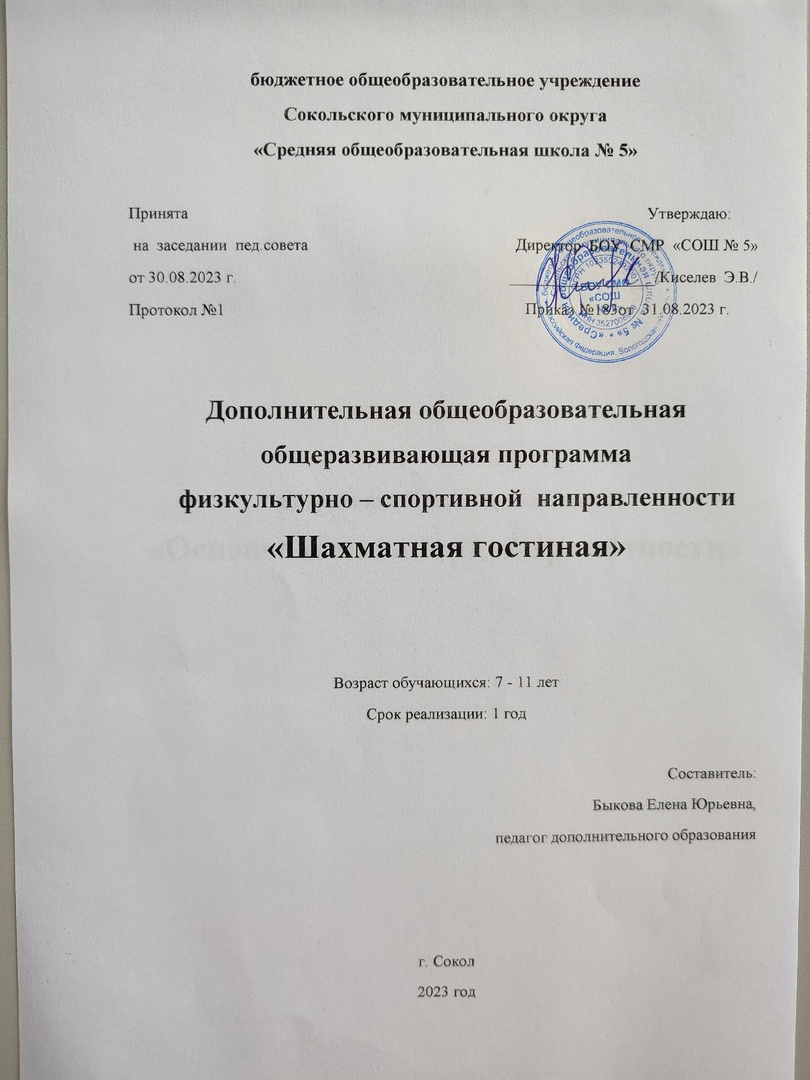 бюджетное общеобразовательное учреждение
Сокольского муниципального округа
«Средняя общеобразовательная школа № 5»
Принята
на заседании пед.совета
от 30.08.2023 г.
Протокол №1
Утверждаю:
Директор БОУ СМР «СОШ № 5»
/Киселев Э.В./
Приказ №183от 31.08.2023 г.
«СОШ
№ 5»
Дополнительная общеобразовательная
общеразвивающая программа
физкультурно – спортивной направленности
«Шахматная гостиная»
Возраст обучающихся: 7 - 11 лет
Срок реализации: 1 год
Составитель:
Быкова Елена Юрьевна,
педагог дополнительного образования
г. Сокол
2023 год